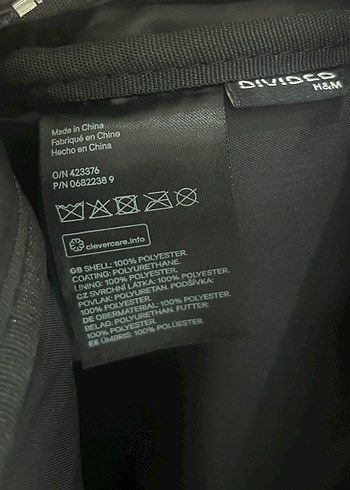 DIVIDED
H&M
Made in China
Fabriqué en Chine
Hecho en China
O/N 423376
P/N 0682238 9
clevercare.info
GB SHELL: 100% POLYESTER.
COATING: POLYURETHANE.
LINING: 100% POLYESTER.
CZ SVRCHNÍ LÁTKA: 100% POLYESTER.
POVLAK: POLYURETAN. PODŠÍVKA:
100% POLYESTER.
DE OBERMATERIAL: 100% POLYESTER.
BELAG: POLYURETHAN. FUTTER:
100% POLYESTER.
EE ÜMBRIS: 100% POLÜESTER.